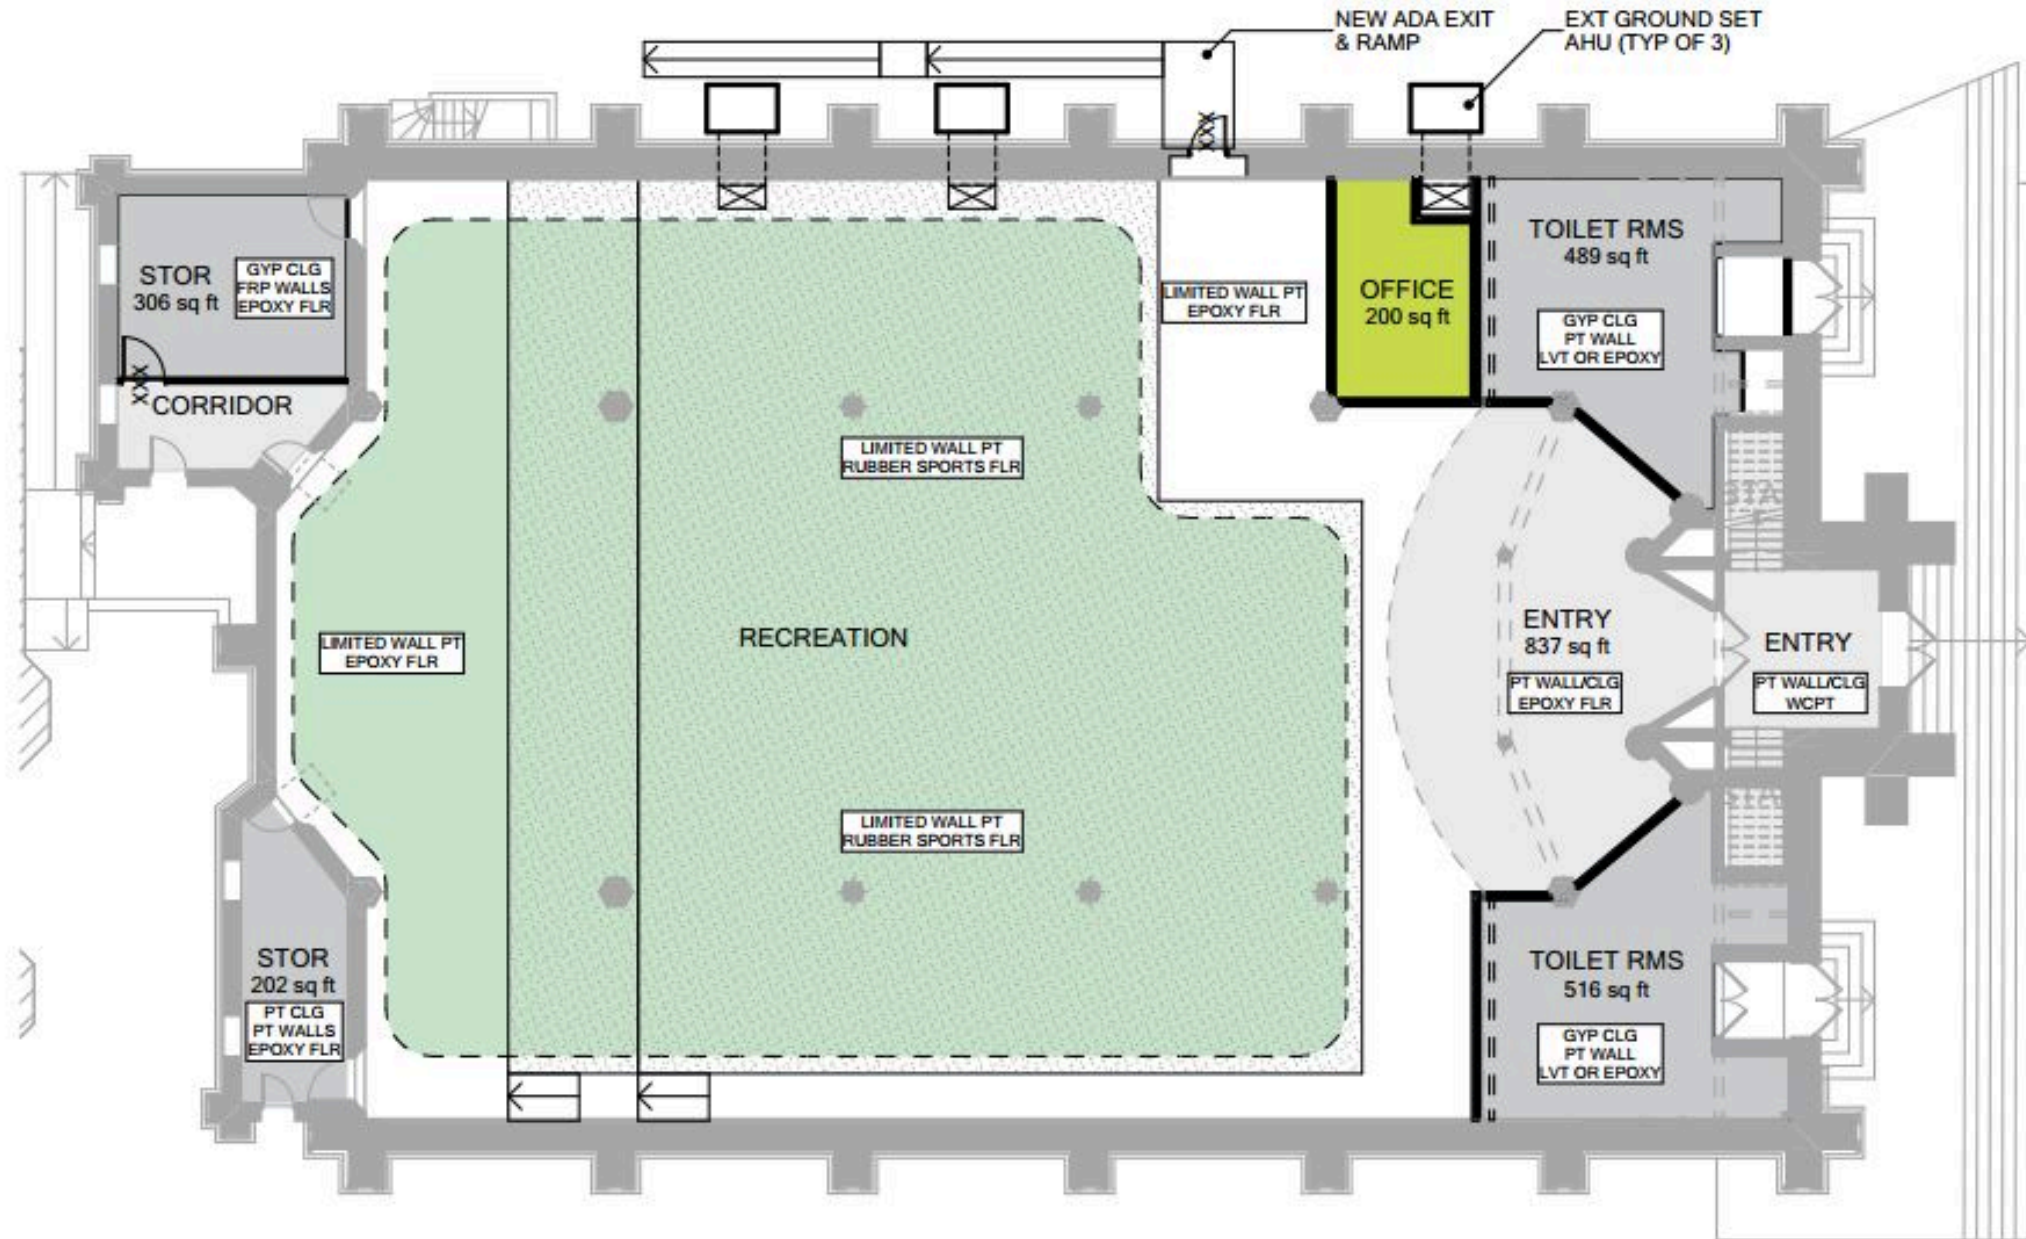 NEW ADA EXIT
& RAMP
EXT GROUND SET
AHU (TYP OF 3)
XXX
STOR
306 sq ft
GYP CLG
FRP WALLS
EPOXY FLR
XXX
CORRIDOR
LIMITED WALL PT
EPOXY FLR
OFFICE
200 sq ft
TOILET RMS
489 sq ft
GYP CLG
PT WALL
LVT OR EPOXY
LIMITED WALL PT
RUBBER SPORTS FLR
LIMITED WALL PT
EPOXY FLR
RECREATION
ENTRY
837 sq ft
PT WALL/CLG
EPOXY FLR
ENTRY
PT WALL/CLG
WCPT
LIMITED WALL PT
RUBBER SPORTS FLR
STOR
202 sq ft
PT CLG
PT WALLS
EPOXY FLR
TOILET RMS
516 sq ft
GYP CLG
PT WALL
LVT OR EPOXY